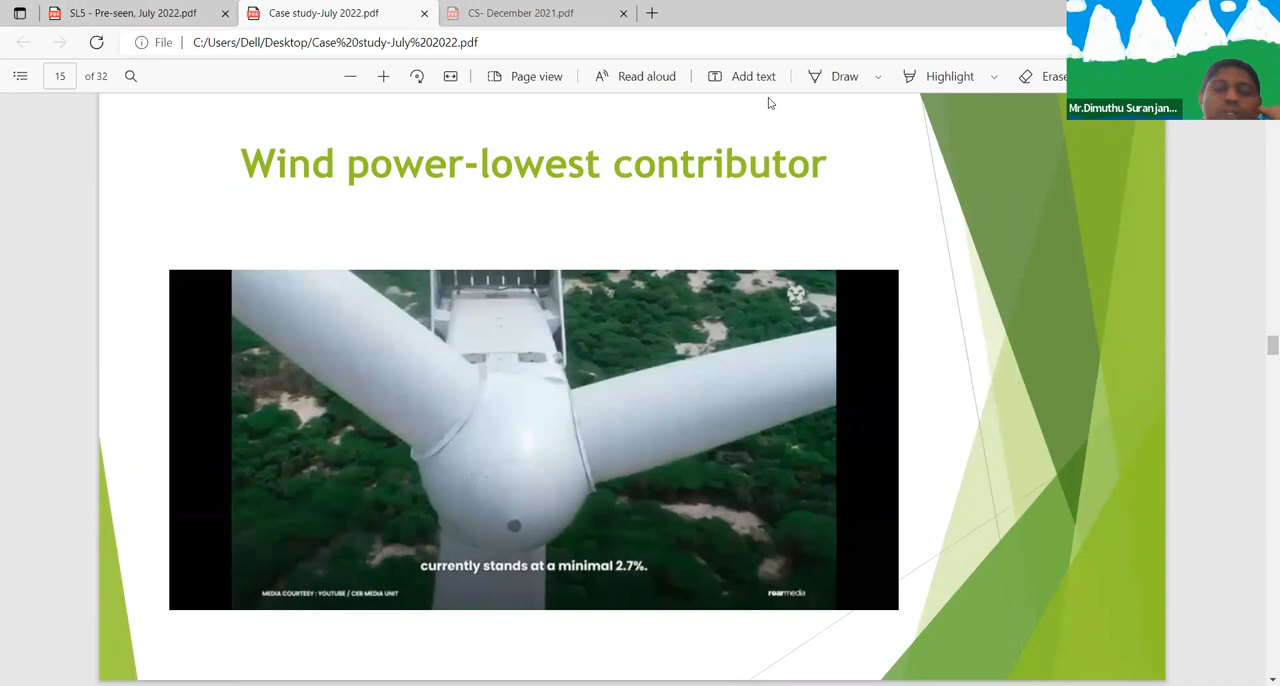 SL5 - Pre-seen, July 2022.pdf
Case study-July 2022.pdf
CS- December 2021.pdf
File
C:/Users/Dell/Desktop/Case%20study-July%202022.pdf
15 of 32
Page view
Read aloud
Add text
Draw
Highlight
Mr.Dimuthu Suranjan...
Wind power-lowest contributor
currently stands at a minimal 2.7%.
MEDIA COURTESY : YOUTUBE / CEB MEDIA UNIT
roarmedia